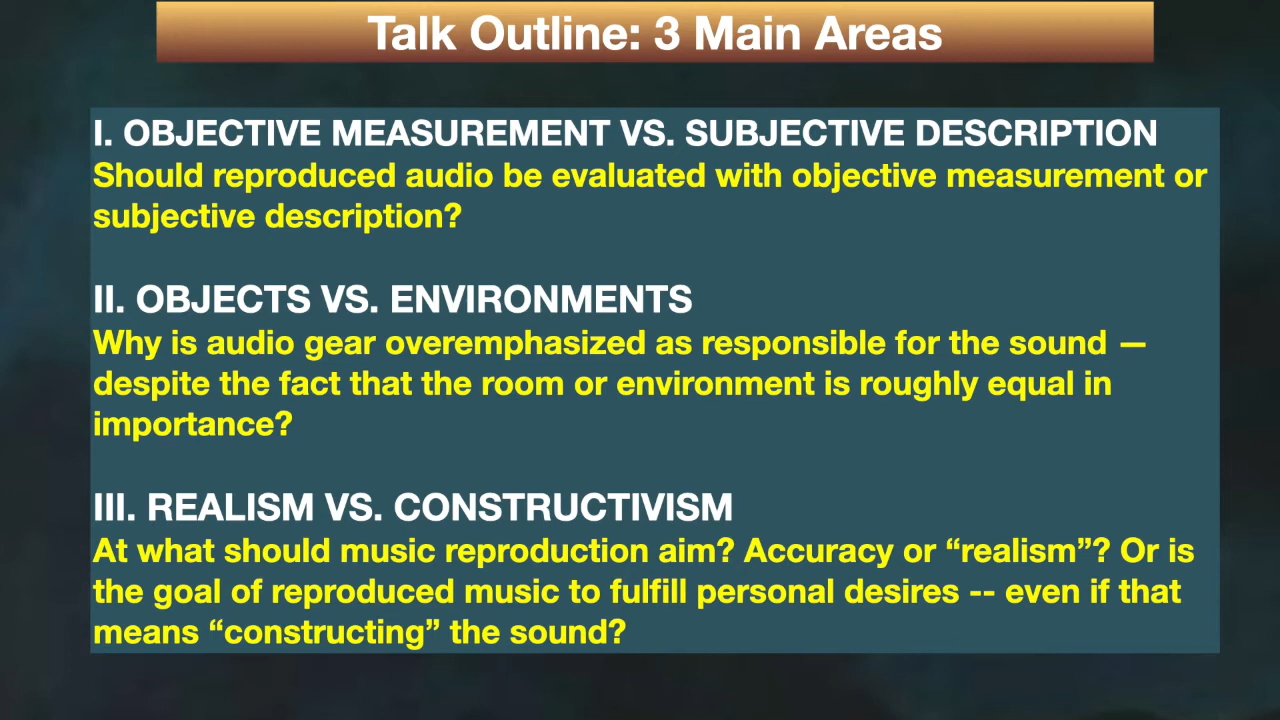 Talk Outline: 3 Main Areas
I. OBJECTIVE MEASUREMENT VS. SUBJECTIVE DESCRIPTION
Should reproduced audio be evaluated with objective measurement or
subjective description?
II. OBJECTS VS. ENVIRONMENTS
Why is audio gear overemphasized as responsible for the sound —
despite the fact that the room or environment is roughly equal in
importance?
III. REALISM VS. CONSTRUCTIVISM
At what should music reproduction aim? Accuracy or “realism”? Or is
the goal of reproduced music to fulfill personal desires -- even if that
means “constructing” the sound?